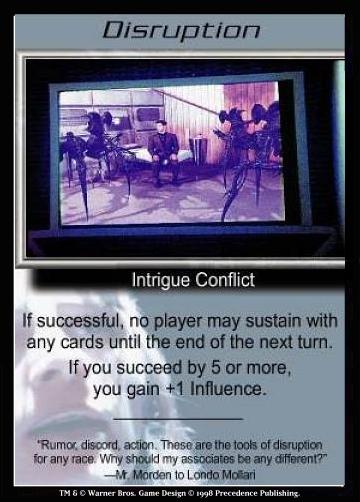 Disruption
Intrigue Conflict
If successful, no player may sustain with
any cards until the end of the next turn.
If you succeed by 5 or more,
you gain +1 Influence.
"Rumor, discord, action. These are the tools of disruption
for any race. Why should my associates be any different?"
—Mr. Morden to Londo Mollari
TM & © Warner Bros. Game Design © 1998 Precedence Publishing.